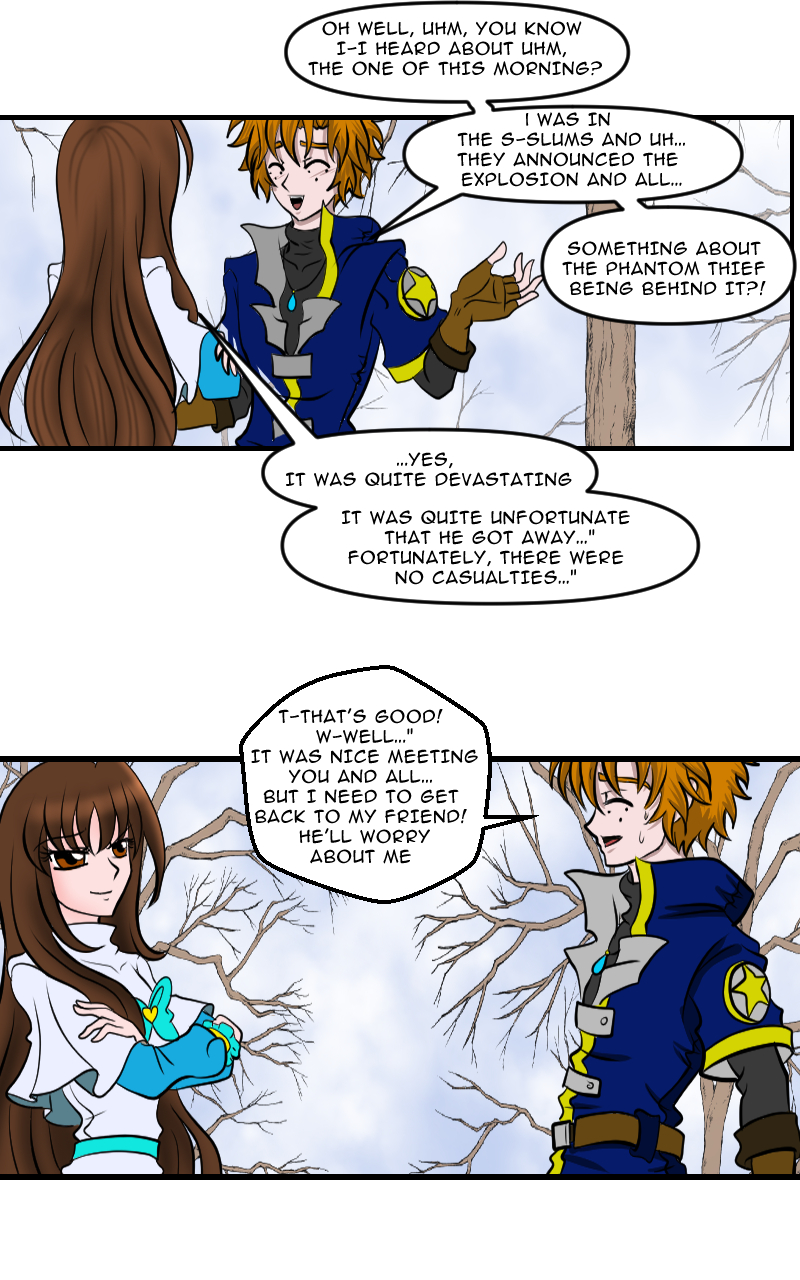 OH WELL, UHM, YOU KNOW
I-I HEARD ABOUT UHM,
THE ONE OF THIS MORNING?
I WAS IN
THE S-SLUMS AND UH...
THEY ANNOUNCED THE
EXPLOSION AND ALL...
SOMETHING ABOUT
THE PHANTOM THIEF
BEING BEHIND IT?!
...YES,
IT WAS QUITE DEVASTATING
IT WAS QUITE UNFORTUNATE
THAT HE GOT AWAY..."
FORTUNATELY, THERE WERE
NO CASUALTIES..."
T-THAT'S GOOD!
W-WELL..."
IT WAS NICE MEETING
YOU AND ALL...
BUT I NEED TO GET
BACK TO MY FRIEND!
HE'LL WORRY
ABOUT ME